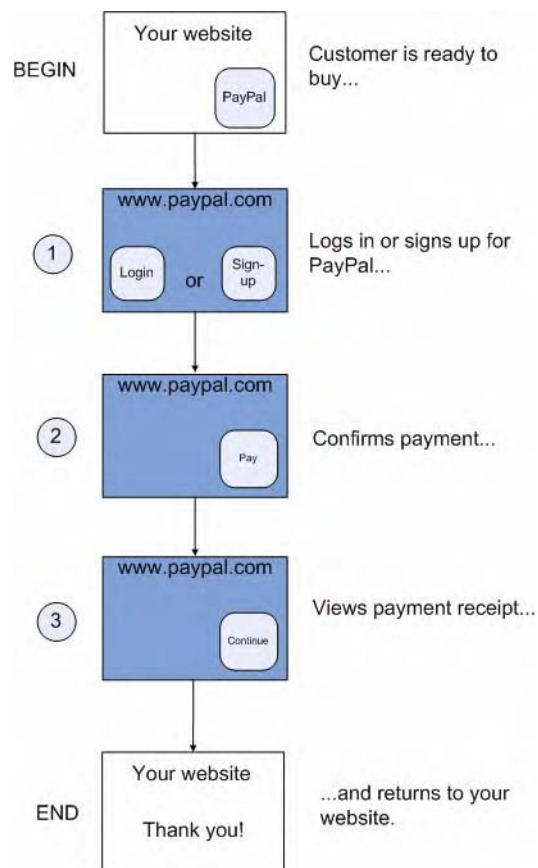 Your website
BEGIN
PayPal
Customer is ready to
buy...
www.paypal.com
1
Login
or
Sign-
up
Logs in or signs up for
PayPal...
www.paypal.com
2
Pay
Confirms payment...
www.paypal.com
3
Continue
Views payment receipt...
Your website
END
Thank you!
...and returns to your
website.